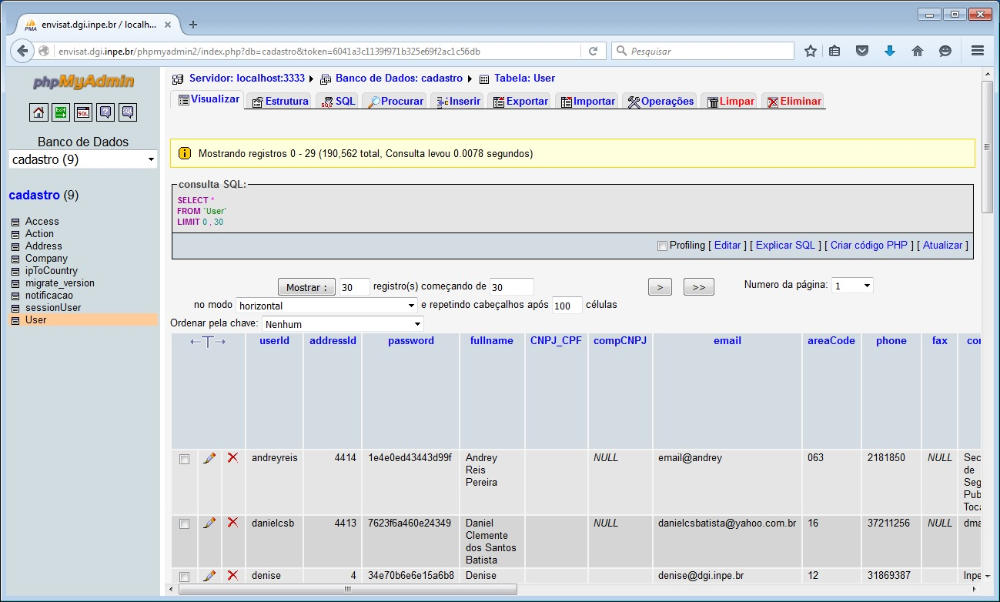 envisat.dgi.inpe.br / localh...
envisat.dgi.inpe.br/phpmyadmin2/index.php?db=cadastro&token=6041a3c1139f971b325e69f2ac1c56db
Pesquisar
phpMyAdmin
Banco de Dados
cadastro (9)
cadastro (9)
Access
Action
Address
Company
ipToCountry
migrate_version
notificacao
sessionUser
User
Servidor: localhost:3333 Banco de Dados: cadastro Tabela: User
Visualizar Estrutura SQL Procurar Inserir Exportar Importar Operações Limpar Eliminar
Mostrando registros 0 - 29 (190,562 total, Consulta levou 0.0078 segundos)
consulta SQL:
SELECT *
FROM `User`
LIMIT 0 , 30
Profiling [ Editar ] [ Explicar SQL ] [ Criar código PHP ] [ Atualizar ]
Mostrar : 30 registro(s) começando de 30 > >> Numero da página: 1
no modo horizontal e repetindo cabeçalhos após 100 células
Ordenar pela chave: Nenhum
userId addressId password fullname CNPJ_CPF compCNPJ email areaCode phone fax cor
andreyreis 4414 1e4e0ed43443d99f Andrey Reis Pereira NULL email@andrey 063 2181850 NULL Sec de Seg Pub Toca
danielcsb 4413 7623f6a460e24349 Daniel Clemente dos Santos Batista NULL danielcsbatista@yahoo.com.br 16 37211256 NULL dma
denise 4 34e70b6e6e15a6b8 Denise denise@dgi.inpe.br 12 31869387 Inpe